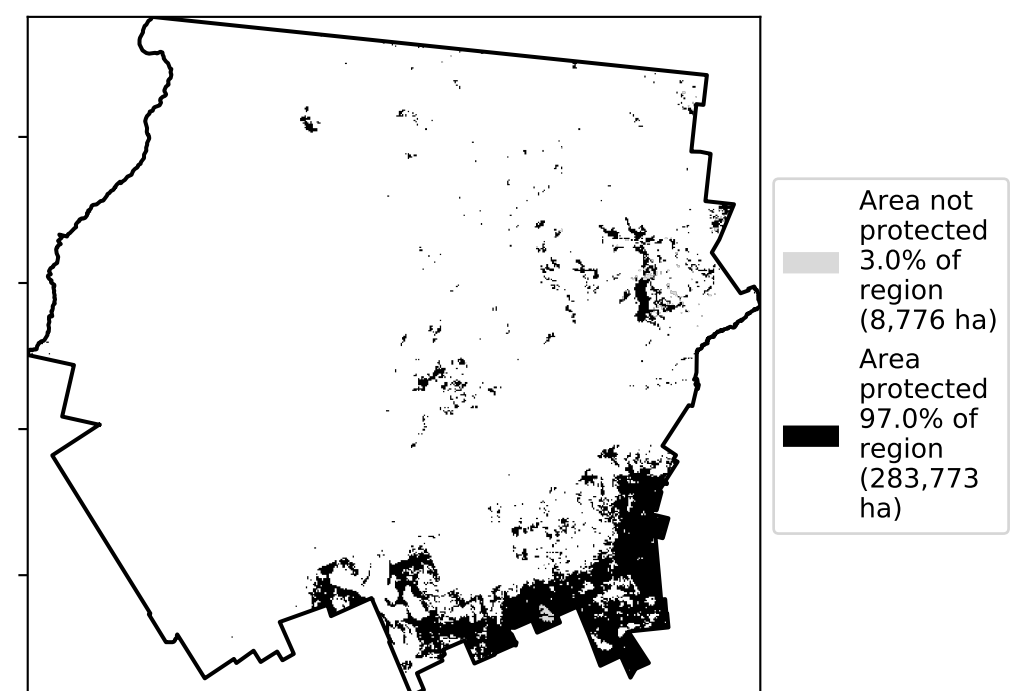 Area not
protected
3.0% of
region
(8,776 ha)
Area
protected
97.0% of
region
(283,773
ha)